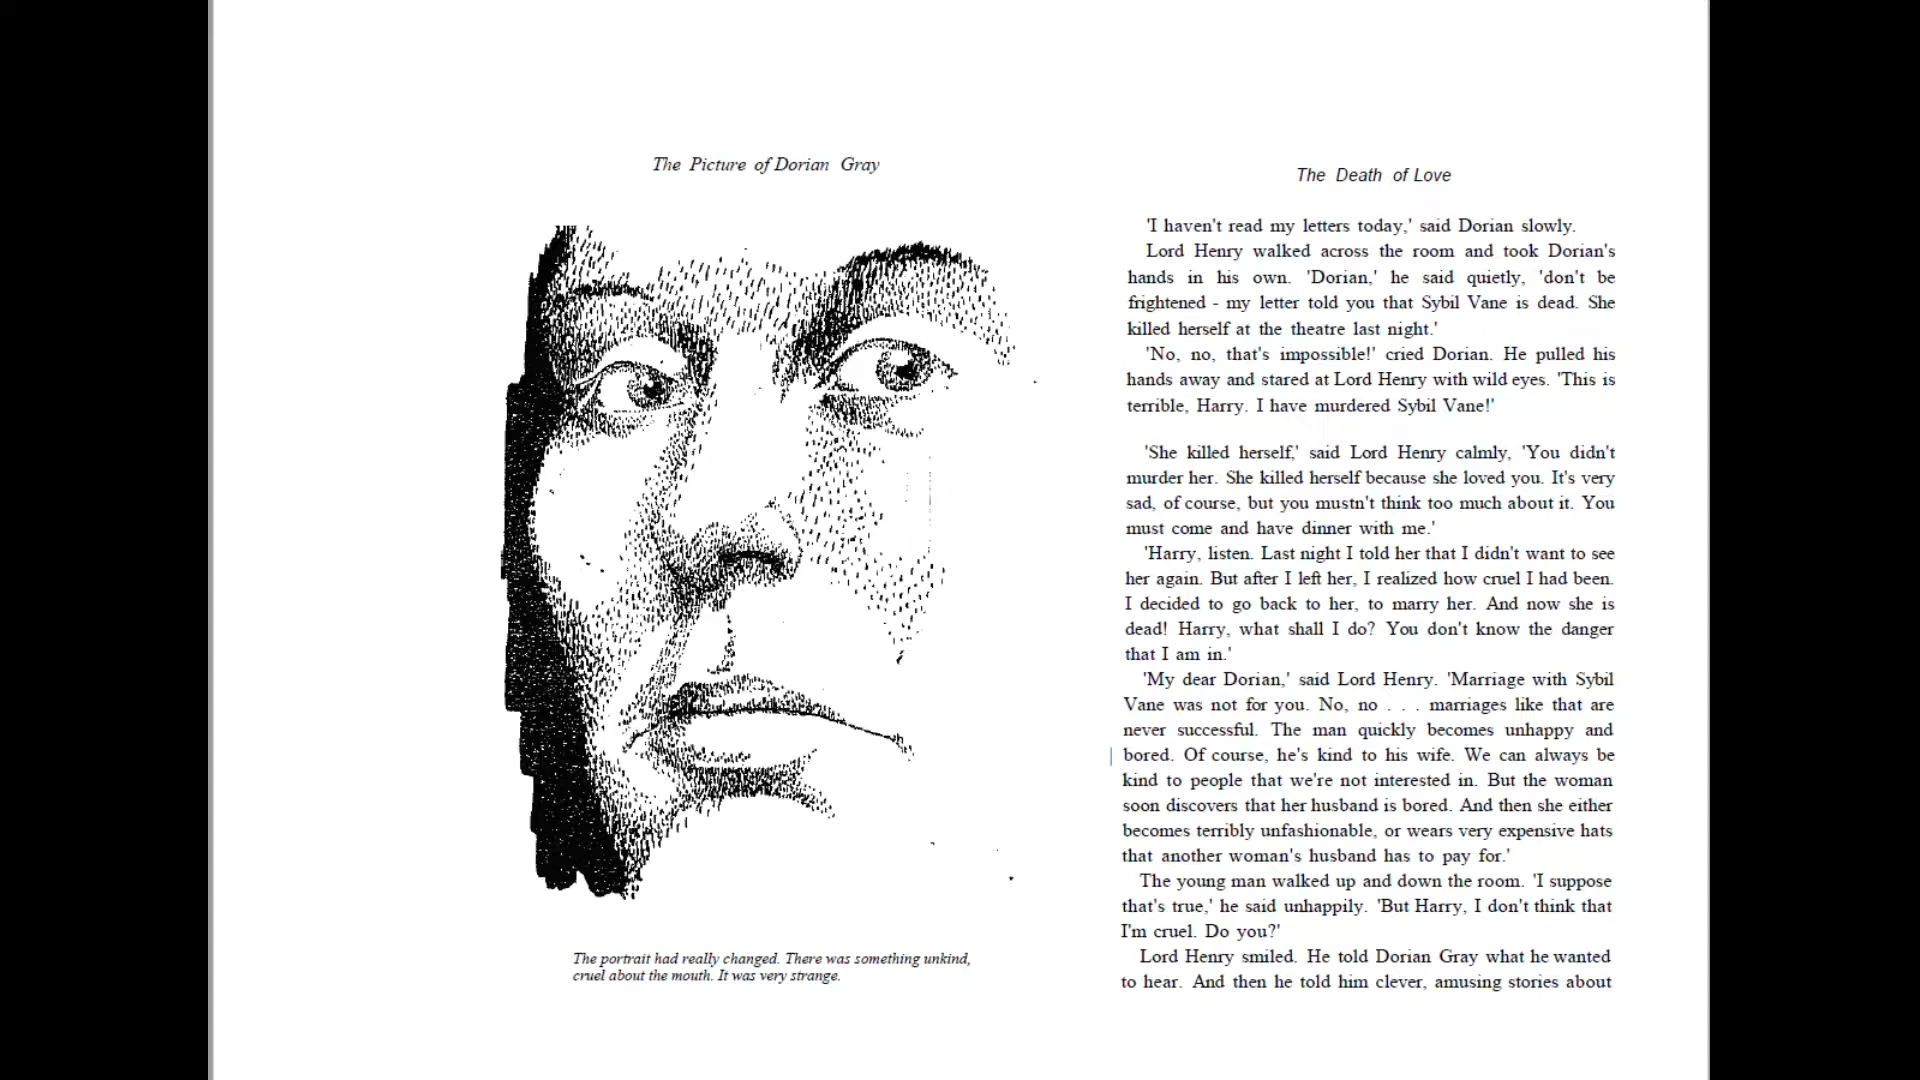 The Picture of Dorian Gray
The portrait had really changed. There was something unkind,
cruel about the mouth. It was very strange.
The Death of Love
'I haven't read my letters today,' said Dorian slowly.
Lord Henry walked across the room and took Dorian's
hands in his own. 'Dorian,' he said quietly, 'don't be
frightened - my letter told you that Sybil Vane is dead. She
killed herself at the theatre last night.'
'No, no, that's impossible!' cried Dorian. He pulled his
hands away and stared at Lord Henry with wild eyes. 'This is
terrible, Harry. I have murdered Sybil Vane!'
'She killed herself,' said Lord Henry calmly, 'You didn't
murder her. She killed herself because she loved you. It's very
sad, of course, but you mustn't think too much about it. You
must come and have dinner with me.'
'Harry, listen. Last night I told her that I didn't want to see
her again. But after I left her, I realized how cruel I had been.
I decided to go back to her, to marry her. And now she is
dead! Harry, what shall I do? You don't know the danger
that I am in.'
'My dear Dorian,' said Lord Henry. 'Marriage with Sybil
Vane was not for you. No, no . . . marriages like that are
never successful. The man quickly becomes unhappy and
bored. Of course, he's kind to his wife. We can always be
kind to people that we're not interested in. But the woman
soon discovers that her husband is bored. And then she either
becomes terribly unfashionable, or wears very expensive hats
that another woman's husband has to pay for.'
The young man walked up and down the room. 'I suppose
that's true,' he said unhappily. 'But Harry, I don't think that
I'm cruel. Do you?'
Lord Henry smiled. He told Dorian Gray what he wanted
to hear. And then he told him clever, amusing stories about